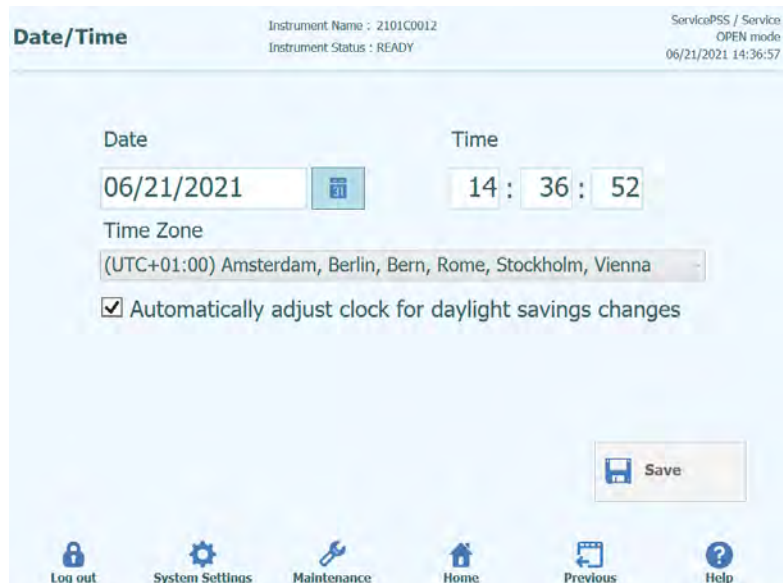 Date/Time
Instrument Name : 2101C0012
Instrument Status : READY
ServicePSS / Service
OPEN mode
06/21/2021 14:36:57
Date
Time
06/21/2021
31
14 : 36 : 52
Time Zone
(UTC+01:00) Amsterdam, Berlin, Bern, Rome, Stockholm, Vienna
Automatically adjust clock for daylight savings changes
Save
Log out
System Settings
Maintenance
Home
Previous
Help